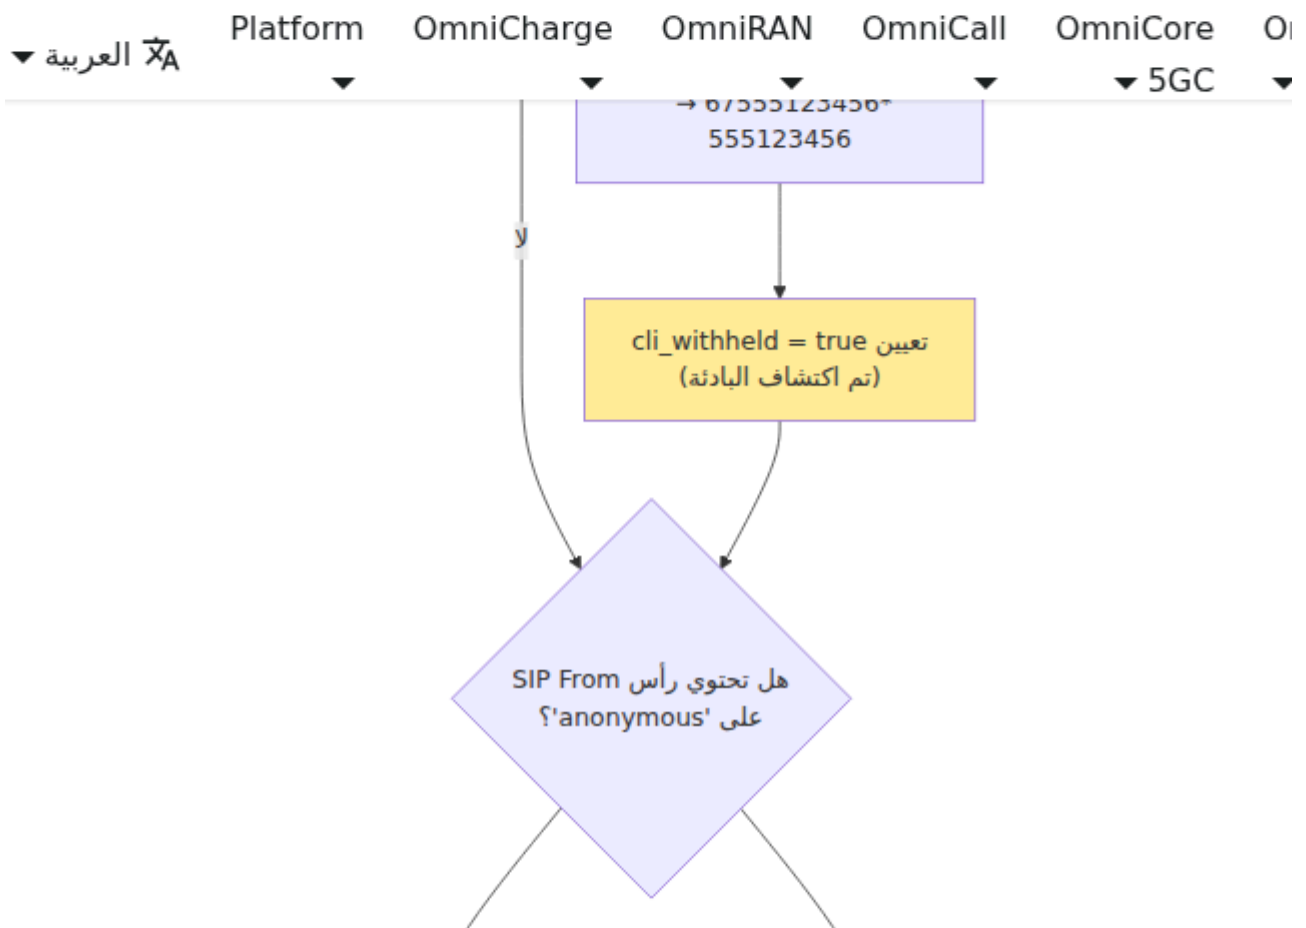 العربية
Platform
OmniCharge
OmniRAN
OmniCall
OmniCore
5GC
→ 67555123456*
555123456
لا
تعيين cli_withheld = true
(تم اكتشاف البادئة)
هل تحتوي رأس SIP From
على 'anonymous'؟